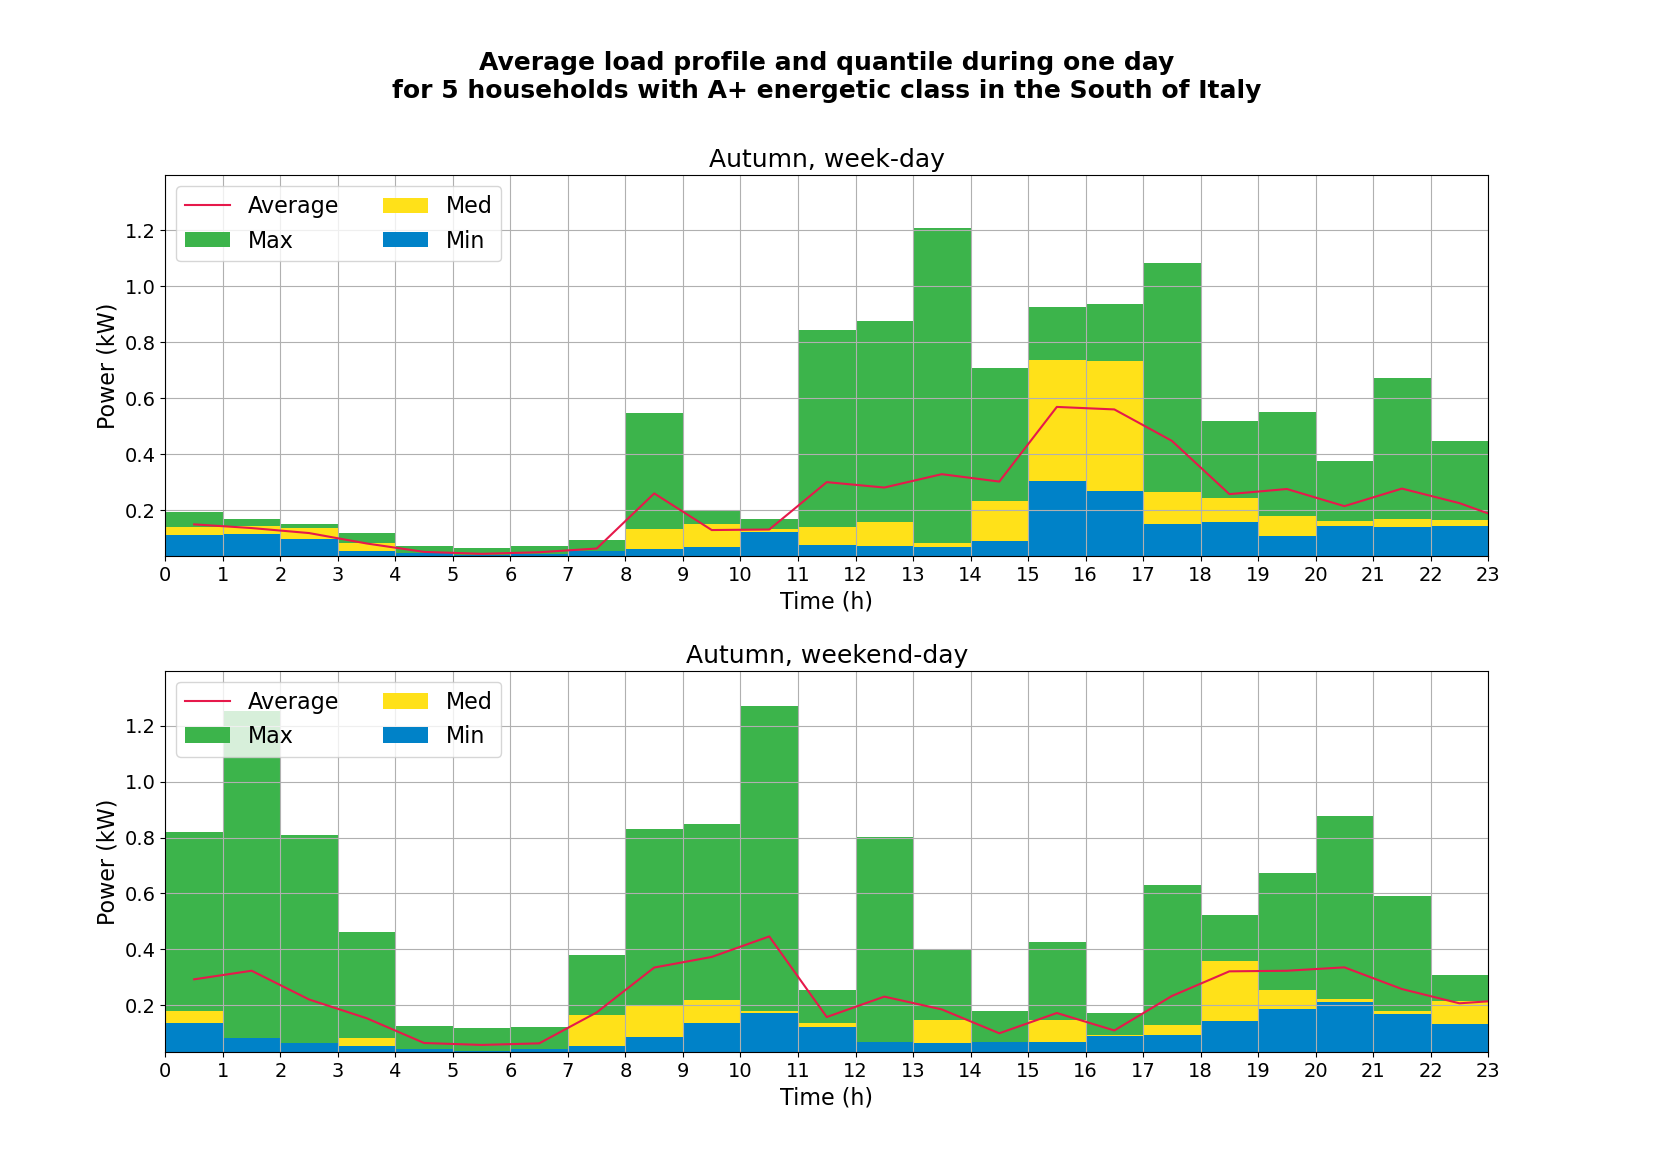 Average load profile and quantile during one day
for 5 households with A+ energetic class in the South of Italy
Autumn, week-day
Average Med
Max Min
1.2
1.0
0.8
0.6
0.4
0.2
Power (kW)
0 1 2 3 4 5 6 7 8 9 10 11 12 13 14 15 16 17 18 19 20 21 22 23
Time (h)
Autumn, weekend-day
Average Med
Max Min
1.2
1.0
0.8
0.6
0.4
0.2
Power (kW)
0 1 2 3 4 5 6 7 8 9 10 11 12 13 14 15 16 17 18 19 20 21 22 23
Time (h)